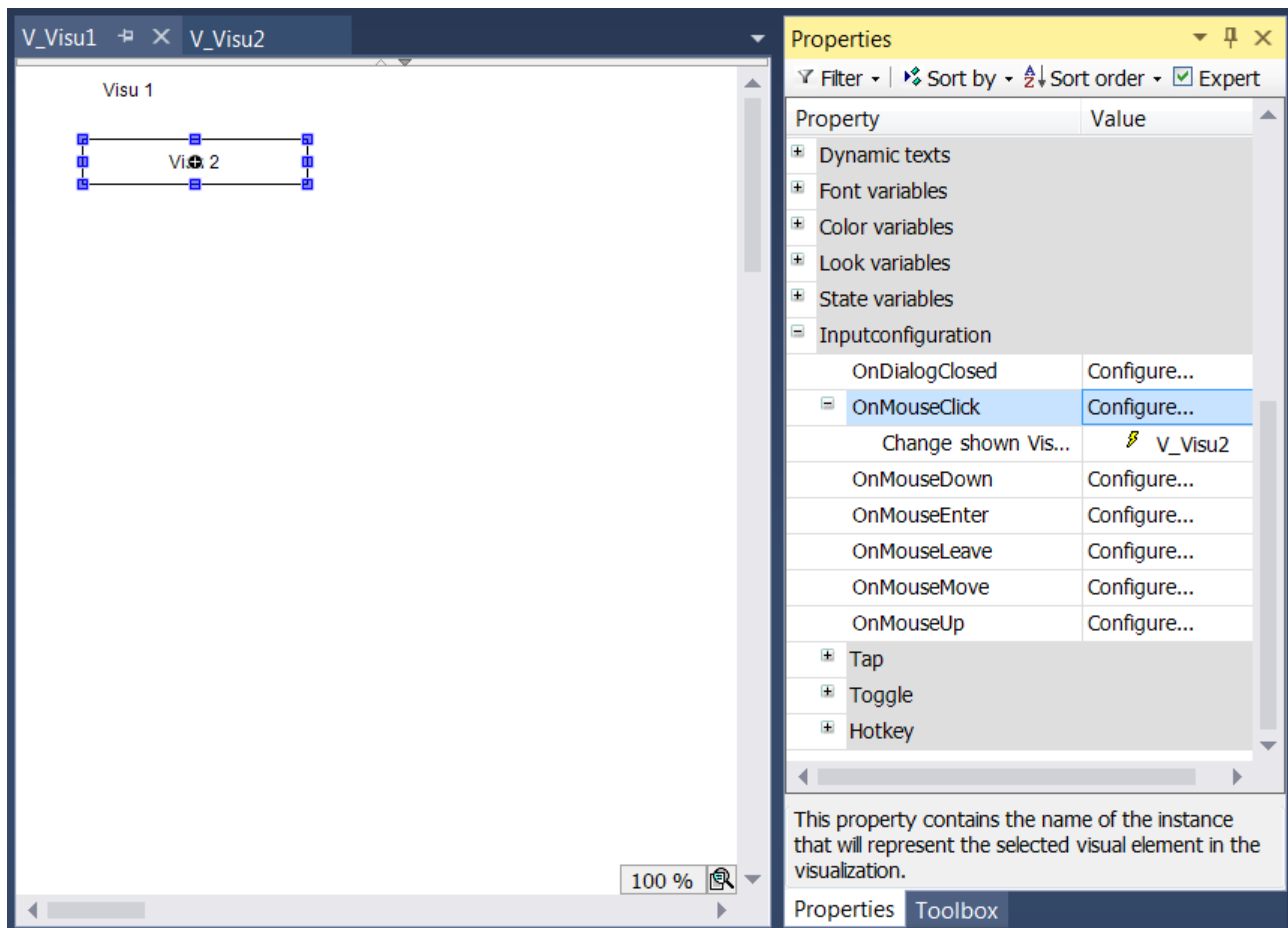 V_Visu1 V_Visu2
Visu 1
Vi 2
100 %
Properties
Filter Sort by Sort order Expert
Property Value
Dynamic texts
Font variables
Color variables
Look variables
State variables
Inputconfiguration
OnDialogClosed Configure...
OnMouseClick Configure...
Change shown Vis... V_Visu2
OnMouseDown Configure...
OnMouseEnter Configure...
OnMouseLeave Configure...
OnMouseMove Configure...
OnMouseUp Configure...
Tap
Toggle
Hotkey
This property contains the name of the instance
that will represent the selected visual element in the
visualization.
Properties Toolbox